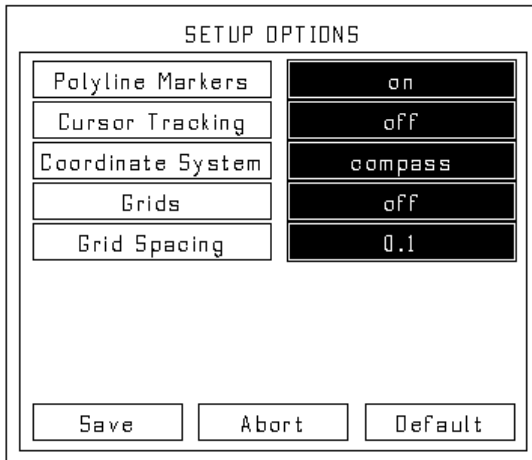 SETUP OPTIONS
Polyline Markers on
Cursor Tracking off
Coordinate System compass
Grids off
Grid Spacing 0.1
Save Abort Default